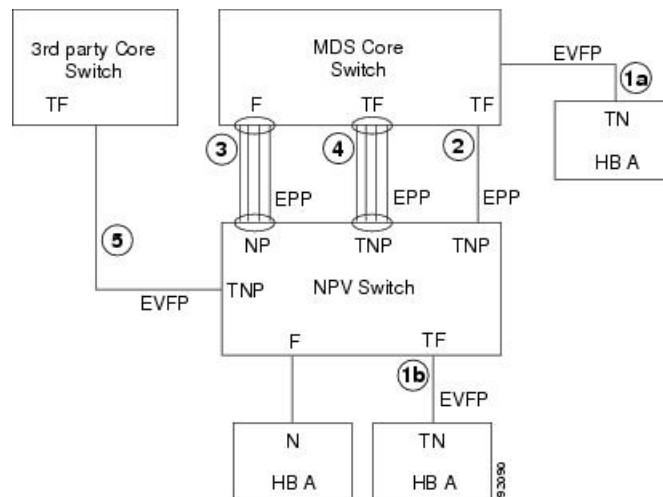 3rd party Core
Switch
TF
MDS Core
Switch
F
TF
TF
EVFP
1a
TN
HB A
3
4
2
EPP
EPP
EPP
5
NP
TNP
TNP
TNP
EVFP
NPV Switch
F
TF
1b
EVFP
N
HB A
TN
HB A